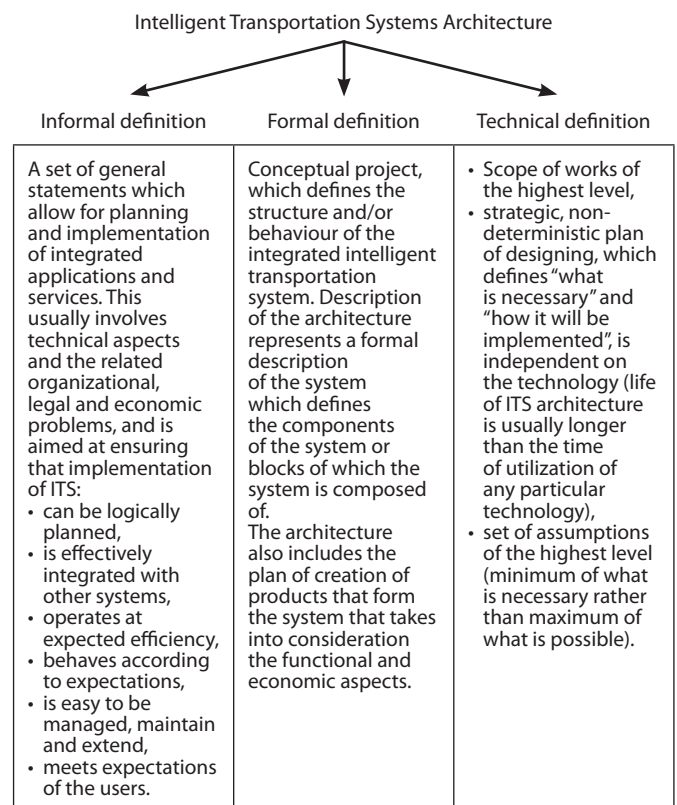 Intelligent Transportation Systems Architecture
Informal definition
Formal definition
Technical definition
A set of general
statements which
allow for planning
and implementation
of integrated
applications and
services. This
usually involves
technical aspects
and the related
organizational,
legal and economic
problems, and is
aimed at ensuring
that implementation
of ITS:
• can be logically
planned,
• is effectively
integrated with
other systems,
• operates at
expected efficiency,
• behaves according
to expectations,
• is easy to be
managed, maintain
and extend,
• meets expectations
of the users.
Conceptual project,
which defines the
structure and/or
behaviour of the
integrated intelligent
transportation
system. Description
of the architecture
represents a formal
description
of the system
which defines
the components
of the system or
blocks of which the
system is composed
of.
The architecture
also includes the
plan of creation of
products that form
the system that takes
into consideration
the functional and
economic aspects.
• Scope of works of
the highest level,
• strategic, non-
deterministic plan
of designing, which
defines “what
is necessary” and
“how it will be
implemented”, is
independent on
the technology (life
of ITS architecture
is usually longer
than the time
of utilization of
any particular
technology),
• set of assumptions
of the highest level
(minimum of what
is necessary rather
than maximum of
what is possible).